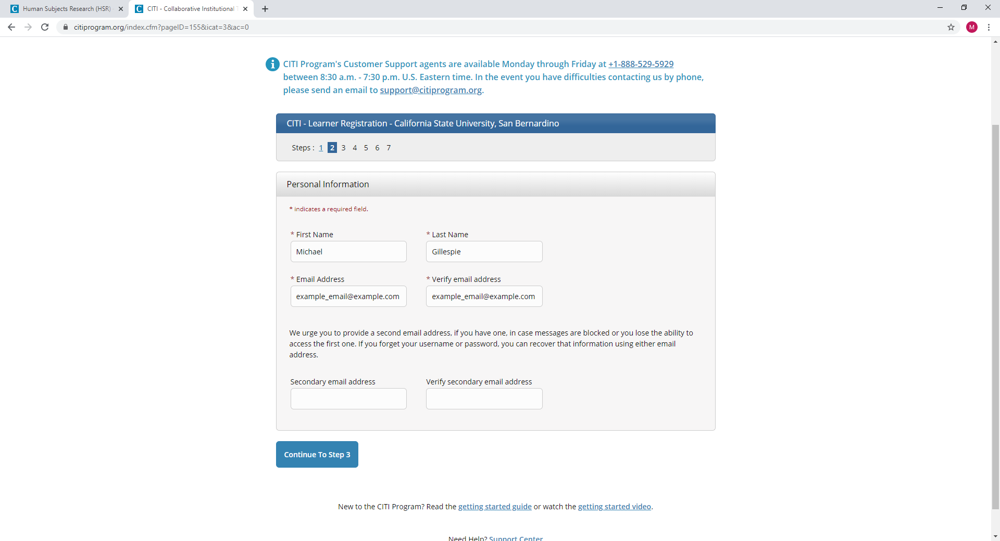 Human Subjects Research (HSR)
CITI - Collaborative Institutional
citiprogram.org/index.cfm?pageID=155&icat=3&ac=0
M
CITI Program's Customer Support agents are available Monday through Friday at +1-888-529-5929
between 8:30 a.m. - 7:30 p.m. U.S. Eastern time. In the event you have difficulties contacting us by phone,
please send an email to support@citiprogram.org.
CITI - Learner Registration - California State University, San Bernardino
Steps : 1 2 3 4 5 6 7
Personal Information
* indicates a required field.
* First Name * Last Name
Michael Gillespie
* Email Address * Verify email address
example_email@example.com example_email@example.com
We urge you to provide a second email address, if you have one, in case messages are blocked or you lose the ability to
access the first one. If you forget your username or password, you can recover that information using either email
address.
Secondary email address Verify secondary email address
Continue To Step 3
New to the CITI Program? Read the getting started guide or watch the getting started video.
Need Help? Support Center